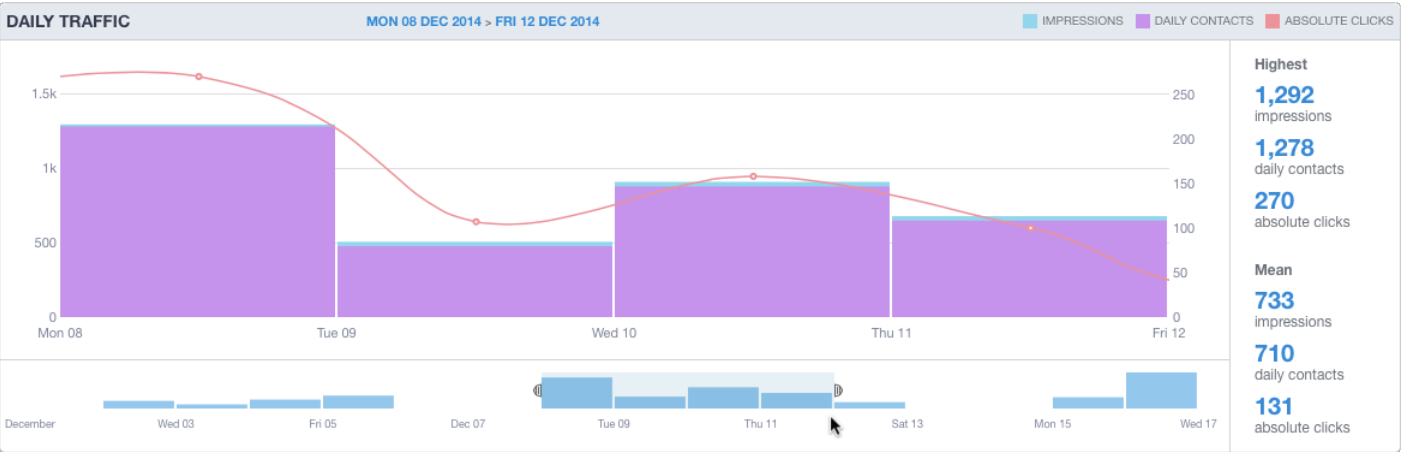 DAILY TRAFFIC
MON 08 DEC 2014 > FRI 12 DEC 2014
IMPRESSIONS DAILY CONTACTS ABSOLUTE CLICKS
1.5k
1k
500
0
250
200
150
100
50
0
Mon 08 Tue 09 Wed 10 Thu 11 Fri 12
Highest
1,292
impressions
1,278
daily contacts
270
absolute clicks
Mean
733
impressions
710
daily contacts
131
absolute clicks
December Wed 03 Fri 05 Dec 07 Tue 09 Thu 11 Sat 13 Mon 15 Wed 17